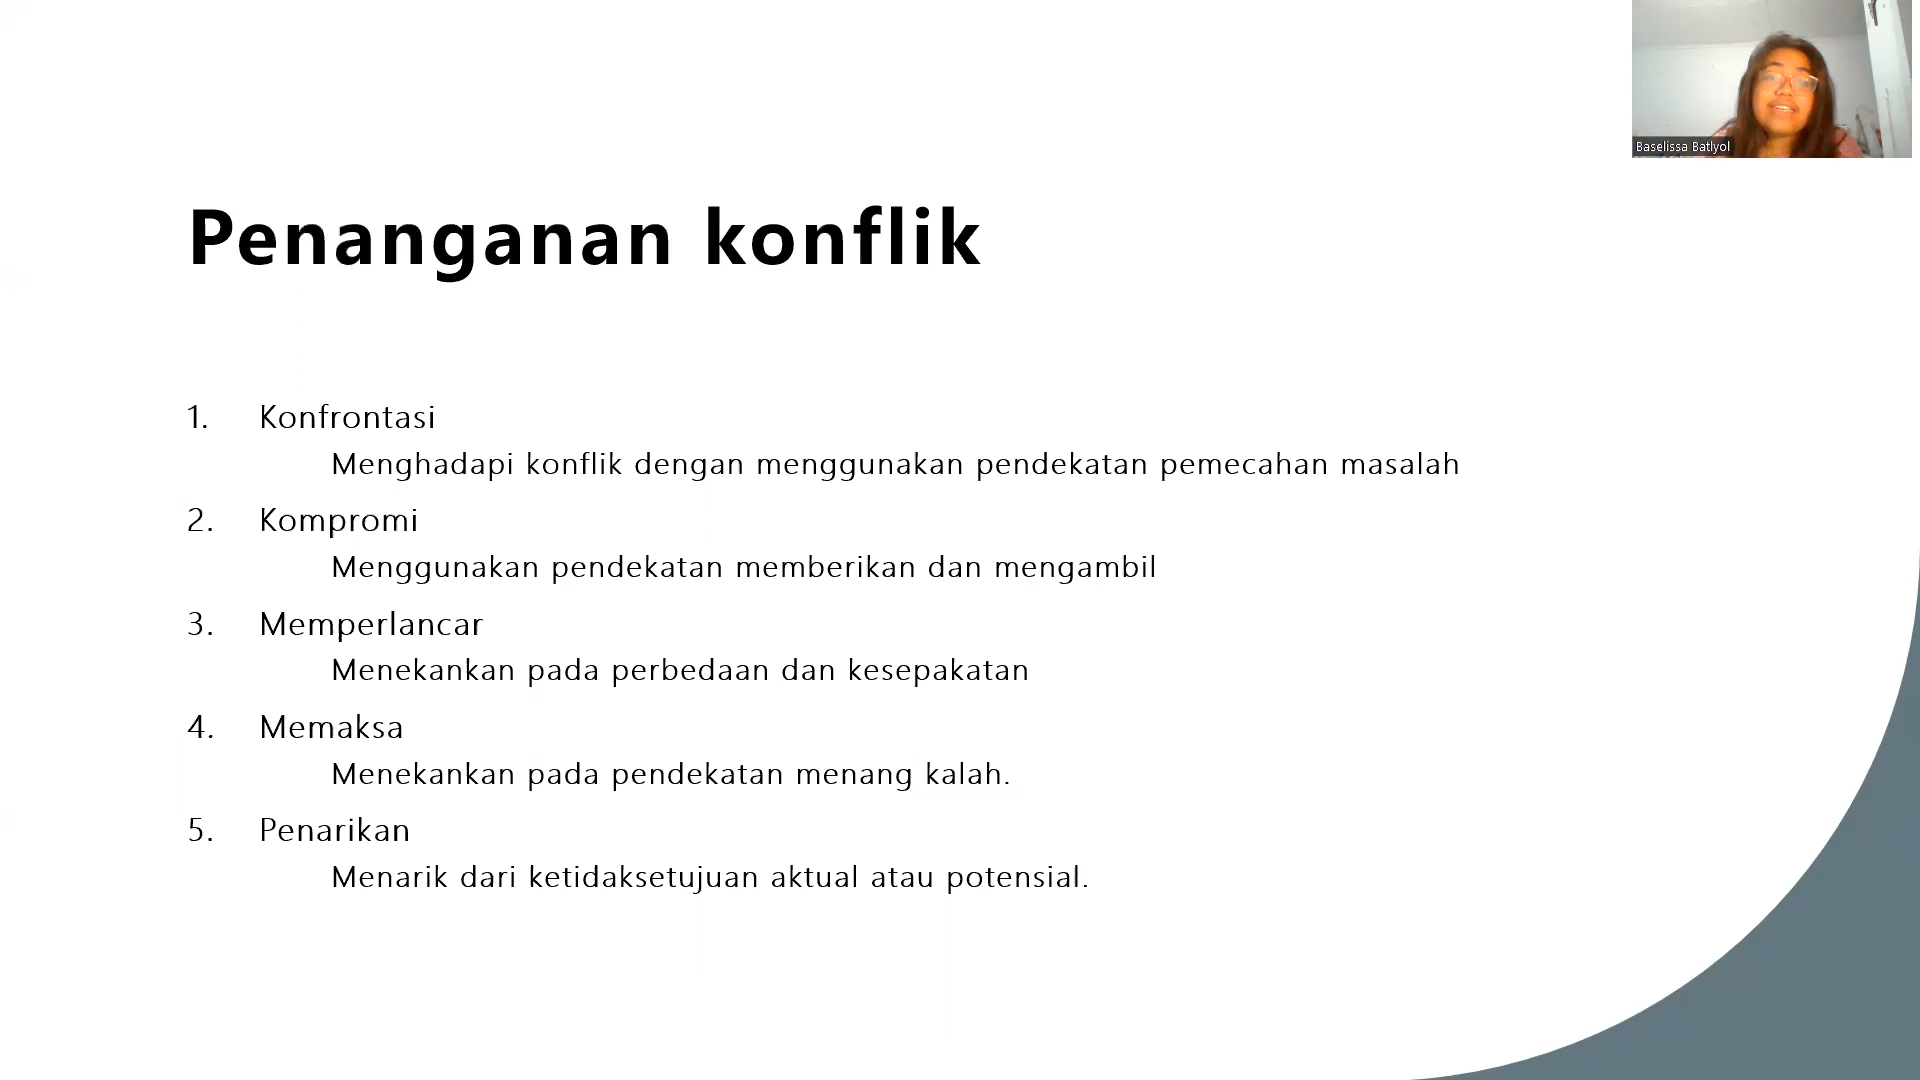 Baselissa Batlyol
Penanganan konflik
1. Konfrontasi
Menghadapi konflik dengan menggunakan pendekatan pemecahan masalah
2. Kompromi
Menggunakan pendekatan memberikan dan mengambil
3. Memperlancar
Menekankan pada perbedaan dan kesepakatan
4. Memaksa
Menekankan pada pendekatan menang kalah.
5. Penarikan
Menarik dari ketidaksetujuan aktual atau potensial.